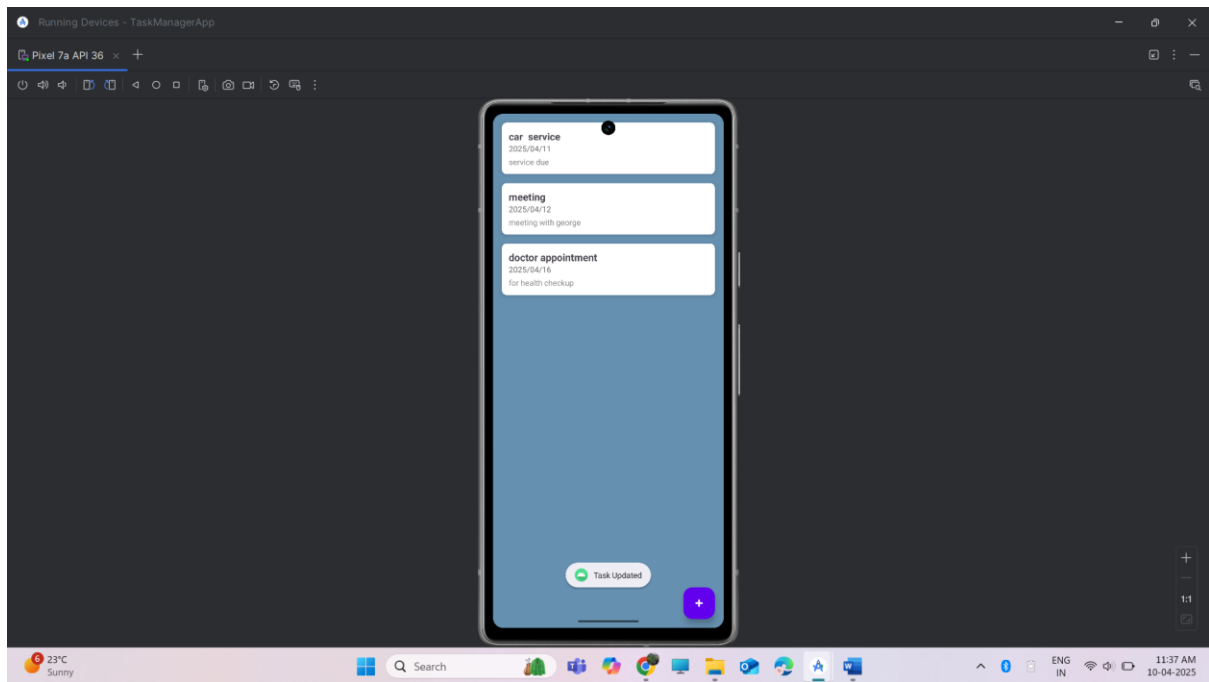 Running Devices - TaskManagerApp
Pixel 7a API 36
car service
2025/04/11
service due
meeting
2025/04/12
meeting with george
doctor appointment
2025/04/16
for health checkup
Task Updated
+
1:1
6
23°C
Sunny
Search
ENG
IN
11:37 AM
10-04-2025